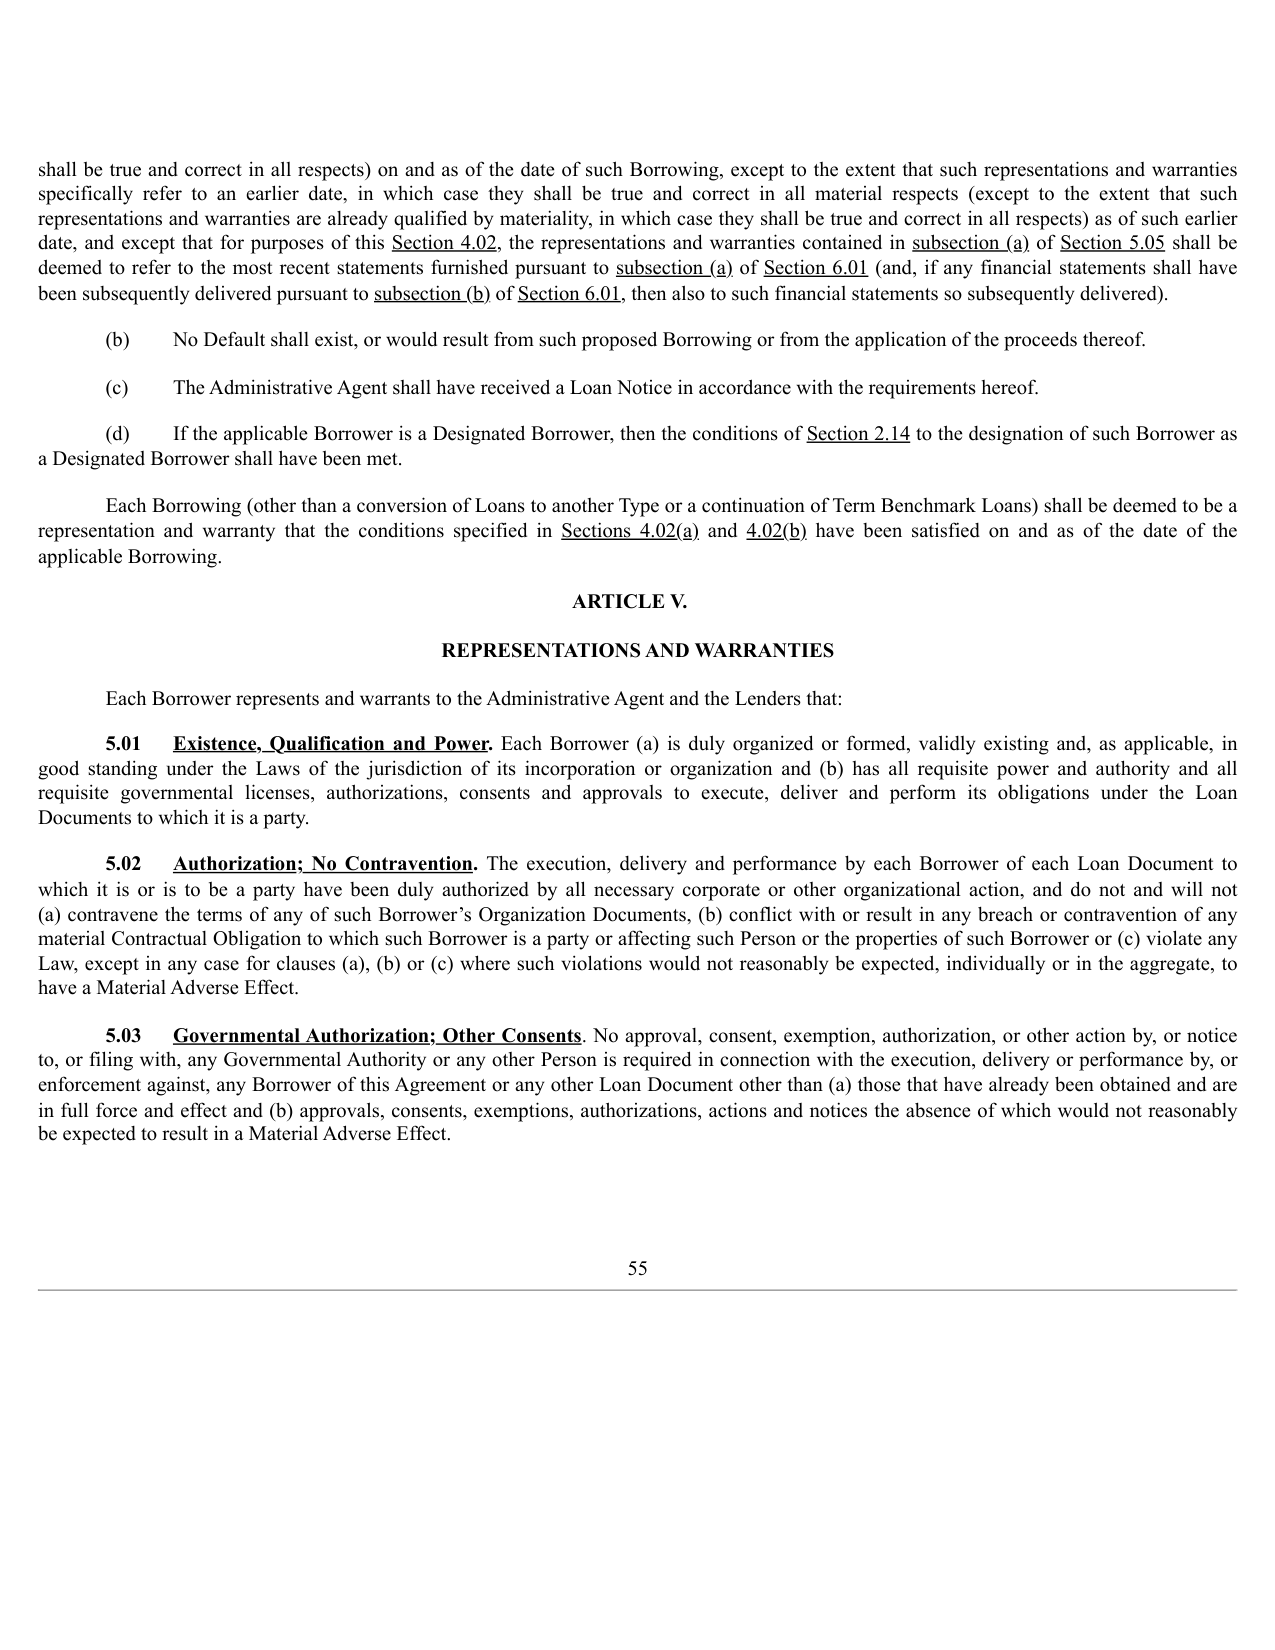 shall be true and correct in all respects) on and as of the date of such Borrowing, except to the extent that such representations and warranties
specifically refer to an earlier date, in which case they shall be true and correct in all material respects (except to the extent that such
representations and warranties are already qualified by materiality, in which case they shall be true and correct in all respects) as of such earlier
date, and except that for purposes of this Section 4.02, the representations and warranties contained in subsection (a) of Section 5.05 shall be
deemed to refer to the most recent statements furnished pursuant to subsection (a) of Section 6.01 (and, if any financial statements shall have
been subsequently delivered pursuant to subsection (b) of Section 6.01, then also to such financial statements so subsequently delivered).
(b) No Default shall exist, or would result from such proposed Borrowing or from the application of the proceeds thereof.
(c) The Administrative Agent shall have received a Loan Notice in accordance with the requirements hereof.
(d) If the applicable Borrower is a Designated Borrower, then the conditions of Section 2.14 to the designation of such Borrower as
a Designated Borrower shall have been met.
Each Borrowing (other than a conversion of Loans to another Type or a continuation of Term Benchmark Loans) shall be deemed to be a
representation and warranty that the conditions specified in Sections 4.02(a) and 4.02(b) have been satisfied on and as of the date of the
applicable Borrowing.
ARTICLE V.
REPRESENTATIONS AND WARRANTIES
Each Borrower represents and warrants to the Administrative Agent and the Lenders that:
5.01 Existence, Qualification and Power. Each Borrower (a) is duly organized or formed, validly existing and, as applicable, in
good standing under the Laws of the jurisdiction of its incorporation or organization and (b) has all requisite power and authority and all
requisite governmental licenses, authorizations, consents and approvals to execute, deliver and perform its obligations under the Loan
Documents to which it is a party.
5.02 Authorization; No Contravention. The execution, delivery and performance by each Borrower of each Loan Document to
which it is or is to be a party have been duly authorized by all necessary corporate or other organizational action, and do not and will not
(a) contravene the terms of any of such Borrower’s Organization Documents, (b) conflict with or result in any breach or contravention of any
material Contractual Obligation to which such Borrower is a party or affecting such Person or the properties of such Borrower or (c) violate any
Law, except in any case for clauses (a), (b) or (c) where such violations would not reasonably be expected, individually or in the aggregate, to
have a Material Adverse Effect.
5.03 Governmental Authorization; Other Consents. No approval, consent, exemption, authorization, or other action by, or notice
to, or filing with, any Governmental Authority or any other Person is required in connection with the execution, delivery or performance by, or
enforcement against, any Borrower of this Agreement or any other Loan Document other than (a) those that have already been obtained and are
in full force and effect and (b) approvals, consents, exemptions, authorizations, actions and notices the absence of which would not reasonably
be expected to result in a Material Adverse Effect.
55